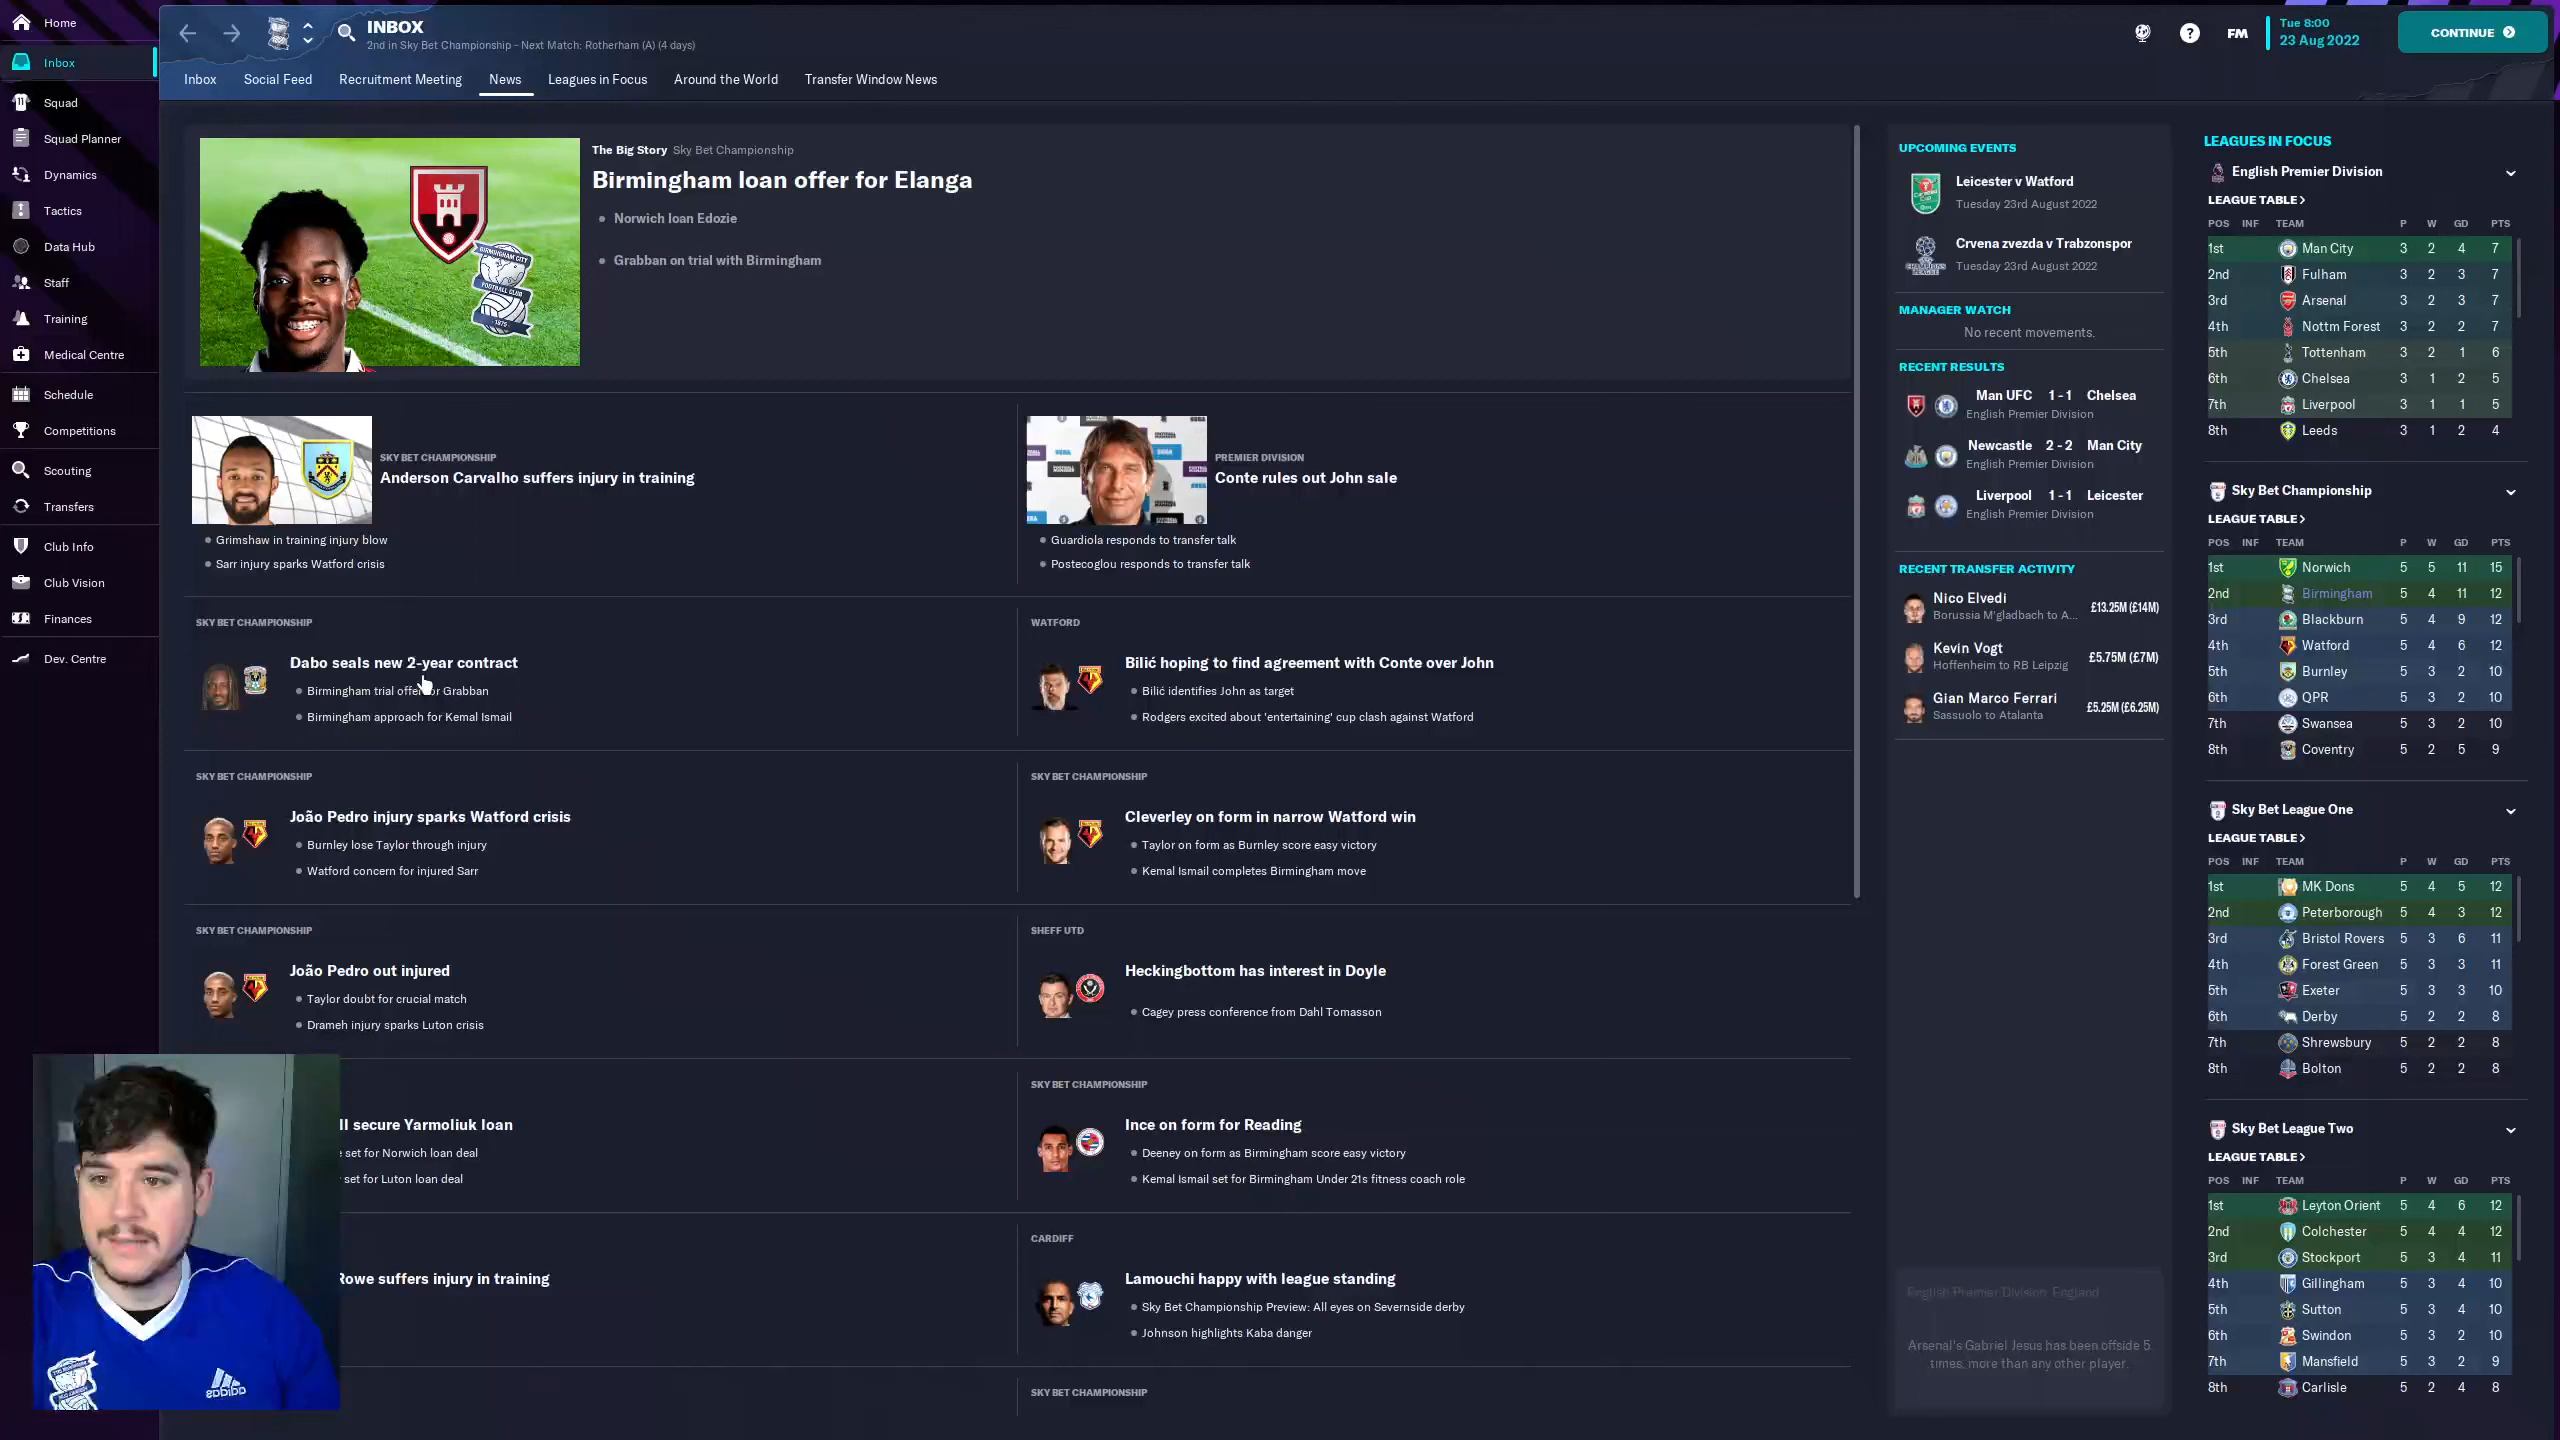 Home
Inbox
Squad
Squad Planner
Dynamics
Tactics
Data Hub
Staff
Training
Medical Centre
Schedule
Competitions
Scouting
Transfers
Club Info
Club Vision
Finances
Dev. Centre
INBOX
2nd in Sky Bet Championship - Next Match: Rotherham (A) (4 days)
FM
Tue 8:00
23 Aug 2022
CONTINUE
Inbox Social Feed Recruitment Meeting News Leagues in Focus Around the World Transfer Window News
The Big Story Sky Bet Championship
Birmingham loan offer for Elanga
Norwich loan Edozie
Grabban on trial with Birmingham
SKY BET CHAMPIONSHIP
Anderson Carvalho suffers injury in training
Grimshaw in training injury blow
Sarr injury sparks Watford crisis
PREMIER DIVISION
Conte rules out John sale
Guardiola responds to transfer talk
Postecoglou responds to transfer talk
SKY BET CHAMPIONSHIP
Dabo seals new 2-year contract
Birmingham trial offer for Grabban
Birmingham approach for Kemal Ismail
WATFORD
Bilić hoping to find agreement with Conte over John
Bilić identifies John as target
Rodgers excited about 'entertaining' cup clash against Watford
SKY BET CHAMPIONSHIP
João Pedro injury sparks Watford crisis
Burnley lose Taylor through injury
Watford concern for injured Sarr
SKY BET CHAMPIONSHIP
Cleverley on form in narrow Watford win
Taylor on form as Burnley score easy victory
Kemal Ismail completes Birmingham move
SKY BET CHAMPIONSHIP
João Pedro out injured
Taylor doubt for crucial match
Drameh injury sparks Luton crisis
SHEFF UTD
Heckingbottom has interest in Doyle
Cagey press conference from Dahl Tomasson
secure Yarmoliuk loan
set for Norwich loan deal
set for Luton loan deal
SKY BET CHAMPIONSHIP
Ince on form for Reading
Deeney on form as Birmingham score easy victory
Kemal Ismail set for Birmingham Under 21s fitness coach role
Rowe suffers injury in training
CARDIFF
Lamouchi happy with league standing
Sky Bet Championship Preview: All eyes on Severnside derby
Johnson highlights Kaba danger
SKY BET CHAMPIONSHIP
UPCOMING EVENTS
Leicester v Watford
Tuesday 23rd August 2022
Crvena zvezda v Trabzonspor
Tuesday 23rd August 2022
MANAGER WATCH
No recent movements.
RECENT RESULTS
Man UFC 1 - 1 Chelsea
English Premier Division
Newcastle 2 - 2 Man City
English Premier Division
Liverpool 1 - 1 Leicester
English Premier Division
RECENT TRANSFER ACTIVITY
Nico Elvedi
Borussia M'gladbach to A... £13.25M (£14M)
Kevin Vogt
Hoffenheim to RB Leipzig £5.75M (£7M)
Gian Marco Ferrari
Sassuolo to Atalanta £5.25M (£6.25M)
English Premier Division, England
Arsenal's Gabriel Jesus has been offside 5
times, more than any other player.
LEAGUES IN FOCUS
English Premier Division
LEAGUE TABLE >
POS INF TEAM P W GD PTS
1st Man City 3 2 4 7
2nd Fulham 3 2 3 7
3rd Arsenal 3 2 3 7
4th Nottm Forest 3 2 2 7
5th Tottenham 3 2 1 6
6th Chelsea 3 1 2 5
7th Liverpool 3 1 1 5
8th Leeds 3 1 2 4
Sky Bet Championship
LEAGUE TABLE >
POS INF TEAM P W GD PTS
1st Norwich 5 5 11 15
2nd Birmingham 5 4 11 12
3rd Blackburn 5 4 9 12
4th Watford 5 4 6 12
5th Burnley 5 3 2 10
6th QPR 5 3 2 10
7th Swansea 5 3 2 10
8th Coventry 5 2 5 9
Sky Bet League One
LEAGUE TABLE >
POS INF TEAM P W GD PTS
1st MK Dons 5 4 5 12
2nd Peterborough 5 4 3 12
3rd Bristol Rovers 5 3 6 11
4th Forest Green 5 3 3 11
5th Exeter 5 3 3 10
6th Derby 5 2 2 8
7th Shrewsbury 5 2 2 8
8th Bolton 5 2 2 8
Sky Bet League Two
LEAGUE TABLE >
POS INF TEAM P W GD PTS
1st Leyton Orient 5 4 6 12
2nd Colchester 5 4 4 12
3rd Stockport 5 3 4 11
4th Gillingham 5 3 4 10
5th Sutton 5 3 4 10
6th Swindon 5 3 2 10
7th Mansfield 5 3 2 9
8th Carlisle 5 2 4 8
adidas